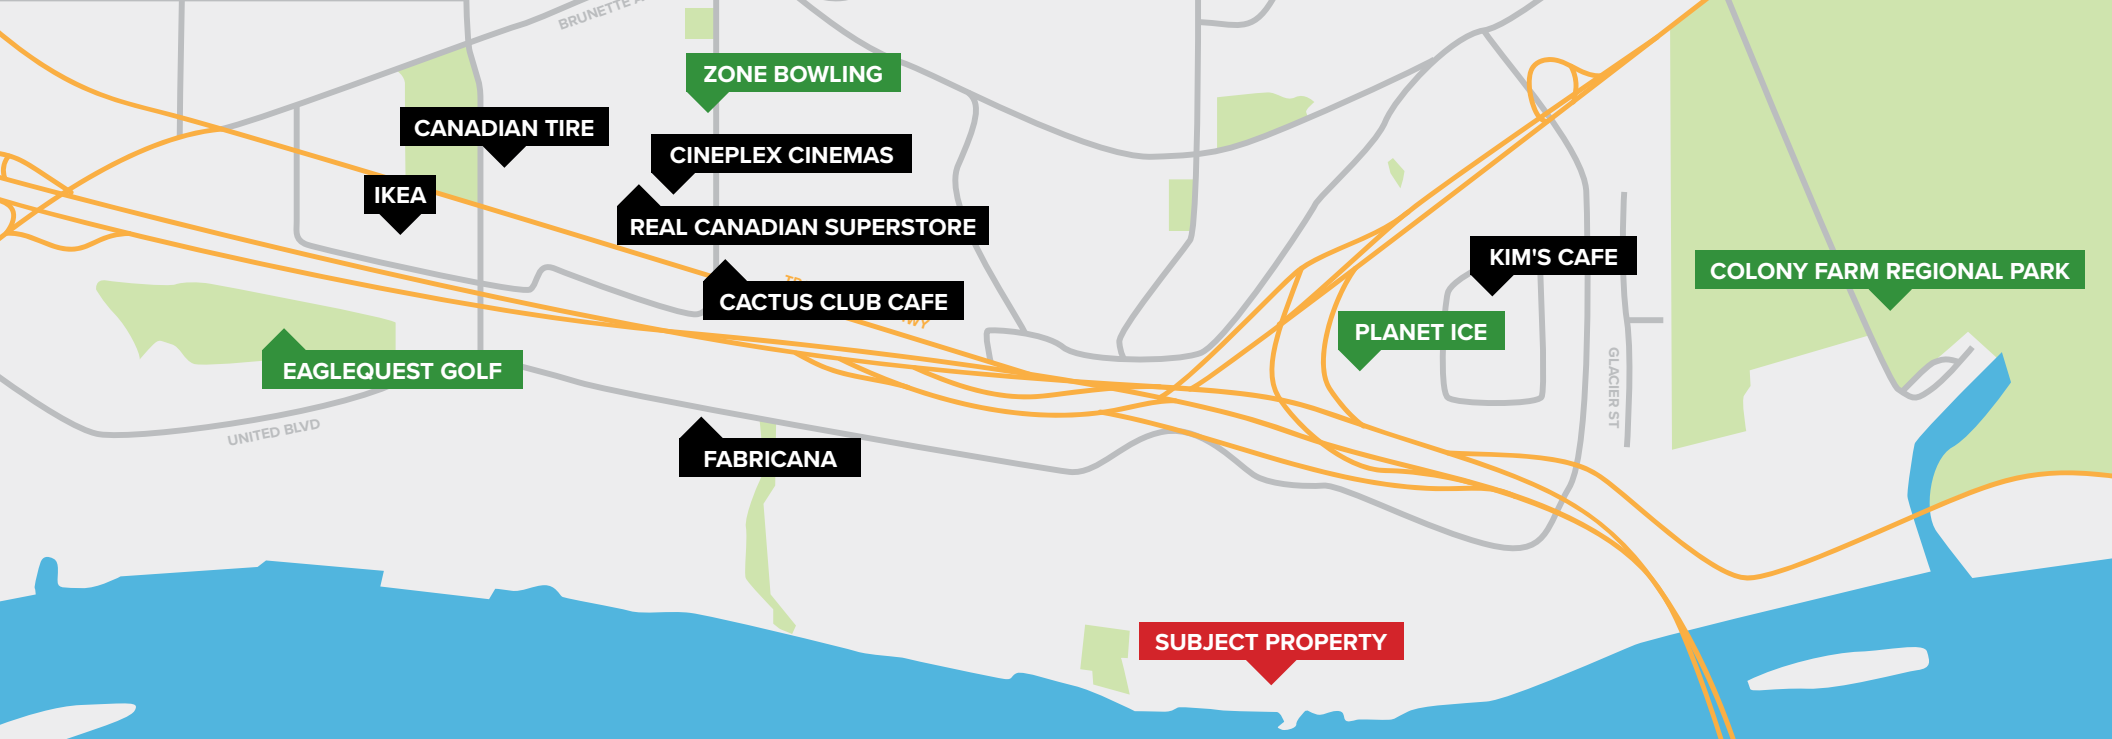 BRUNETTE
ZONE BOWLING
CANADIAN TIRE
CINEPLEX CINEMAS
IKEA
REAL CANADIAN SUPERSTORE
KIM'S CAFE
COLONY FARM REGIONAL PARK
CACTUS CLUB CAFE
PLANET ICE
EAGLEQUEST GOLF
GLACIER ST
UNITED BLVD
FABRICANA
SUBJECT PROPERTY